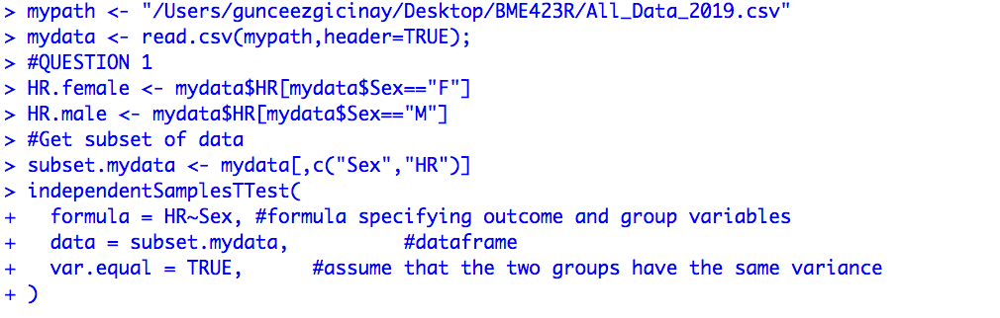 > mypath <- "/Users/gunceezgicinay/Desktop/BME423R/All_Data_2019.csv"
> mydata <- read.csv(mypath,header=TRUE);
> #QUESTION 1
> HR.female <- mydata$HR[mydata$Sex=="F"]
> HR.male <- mydata$HR[mydata$Sex=="M"]
> #Get subset of data
> subset.mydata <- mydata[,c("Sex","HR")]
> independentSamplesTTest(
+   formula = HR~Sex, #formula specifying outcome and group variables
+   data = subset.mydata,          #dataframe
+   var.equal = TRUE,      #assume that the two groups have the same variance
+ )